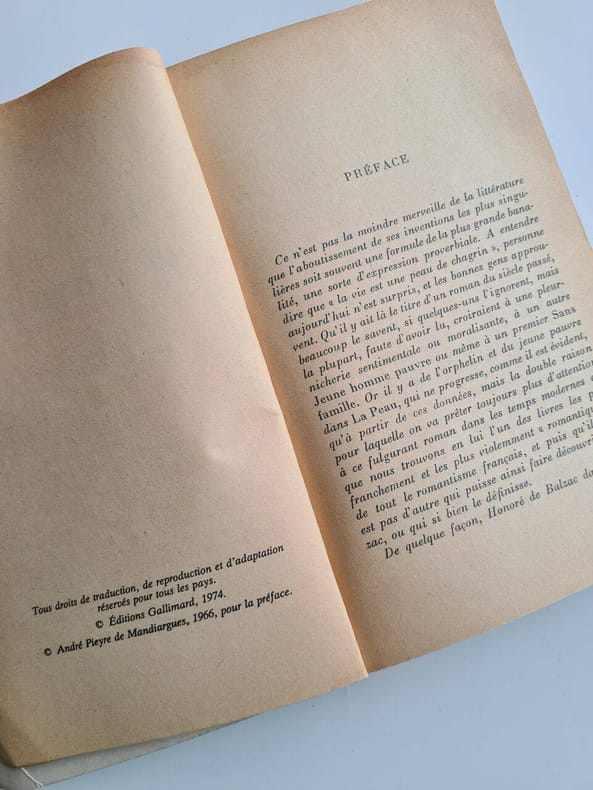 Tous droits de traduction, de reproduction et d'adaptation
réservés pour tous les pays.
© Éditions Gallimard, 1974.
© André Pieyre de Mandiargues, 1966, pour la préface.
PRÉFACE
Ce n'est pas la moindre merveille de la littérature
que l'aboutissement de ses inventions les plus singu-
lières soit souvent une formule de la plus grande bana-
lité, une sorte d'expression proverbiale. A entendre
dire que « la vie est une peau de chagrin », personne
aujourd'hui n'est surpris, et les bonnes gens approu-
vent. Qu'il y ait là le titre d'un roman du siècle passé,
beaucoup le savent, si quelques-uns l'ignorent, mais
la plupart, faute d'avoir lu, croiraient à une pleur-
nicherie sentimentale ou moralisante, à un autre
Jeune homme pauvre ou même à un premier Sans
famille. Or il y a de l'orphelin et du jeune pauvre
dans La Peau, qui ne progresse, comme il est évident,
qu'à partir de ces données, mais la double raison
pour laquelle on va prêter toujours plus d'attention
à ce fulgurant roman dans les temps modernes
que nous trouvons en lui l'un des livres les
franchement et les plus violemment « romantiq
de tout le romantisme français, et puis qu'il
est pas d'autre qui puisse ainsi faire découvri
zac, ou qui si bien le définisse.
De quelque façon, Honoré de Balzac da